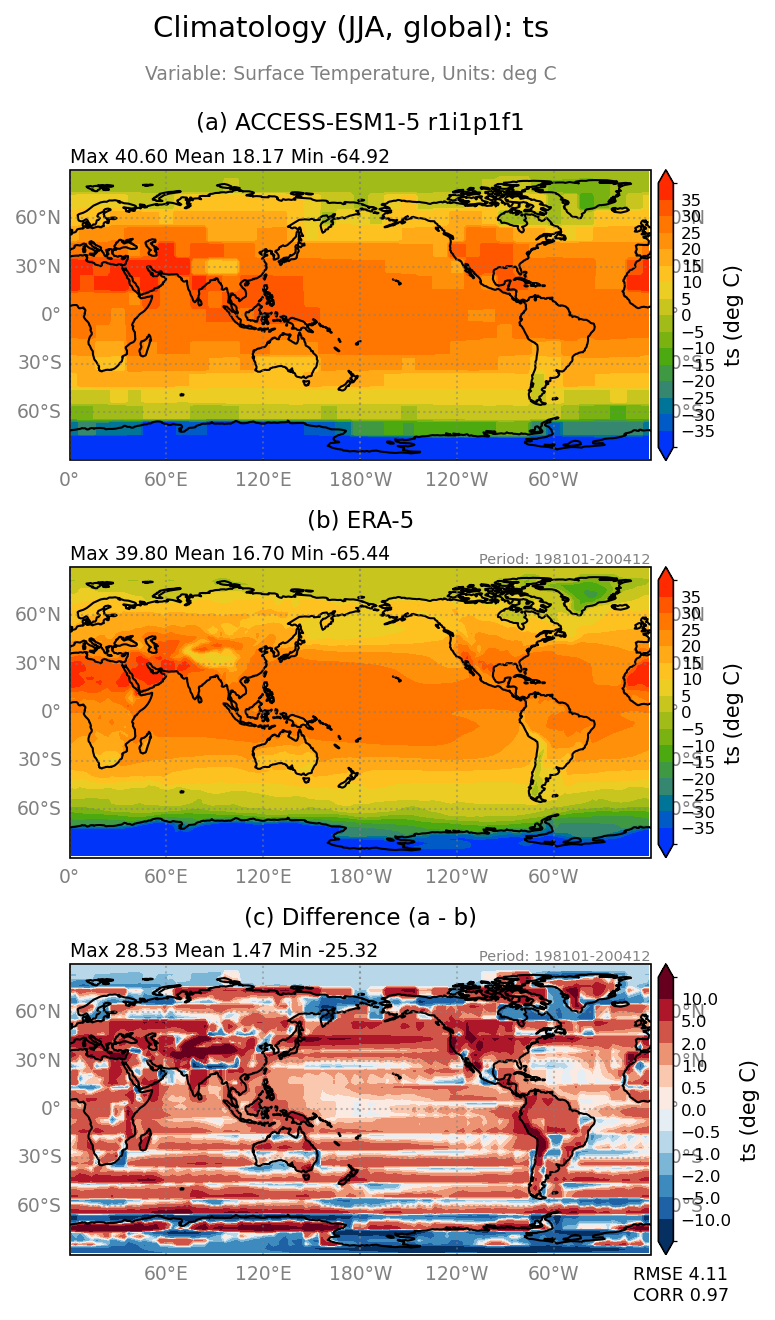 Climatology (JJA, global): ts
Variable: Surface Temperature, Units: deg C
(a) ACCESS-ESM1-5 r1i1p1f1
Max 40.60 Mean 18.17 Min -64.92
60°N
30°N
0°
30°S
60°S
0°
60°E
120°E
180°W
120°W
60°W
35
30
25
20
15
10
5
0
−5
−10
−15
−20
−25
−30
−35
ts (deg C)
(b) ERA-5
Max 39.80 Mean 16.70 Min -65.44
Period: 198101-200412
60°N
30°N
0°
30°S
60°S
0°
60°E
120°E
180°W
120°W
60°W
35
30
25
20
15
10
5
0
−5
−10
−15
−20
−25
−30
−35
ts (deg C)
(c) Difference (a - b)
Max 28.53 Mean 1.47 Min -25.32
Period: 198101-200412
60°N
30°N
0°
30°S
60°S
60°E
120°E
180°W
120°W
60°W
10.0
5.0
2.0
1.0
0.5
0.0
−0.5
−1.0
−2.0
−5.0
−10.0
ts (deg C)
RMSE 4.11
CORR 0.97